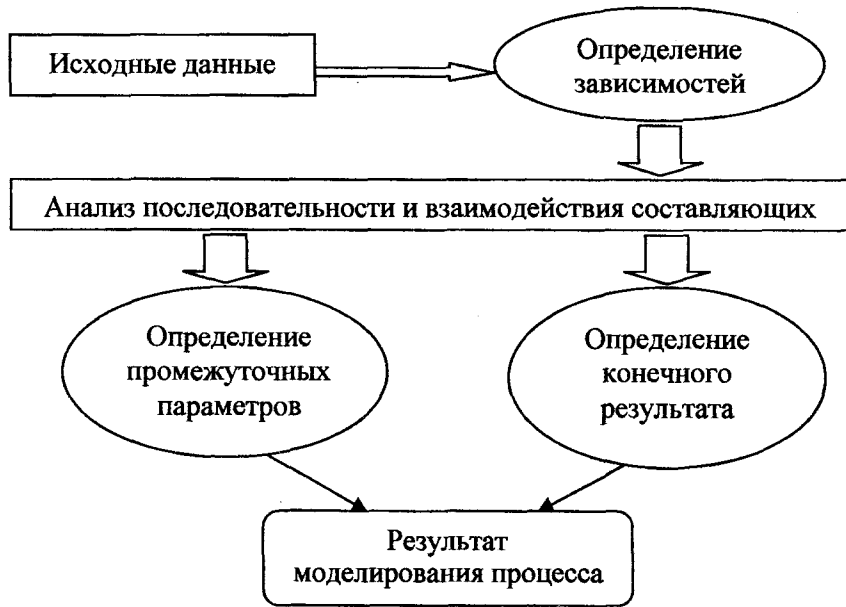 Исходные данные
Определение
зависимостей
Анализ последовательности и взаимодействия составляющих
Определение
промежуточных
параметров
Определение
конечного
результата
Результат
моделирования процесса